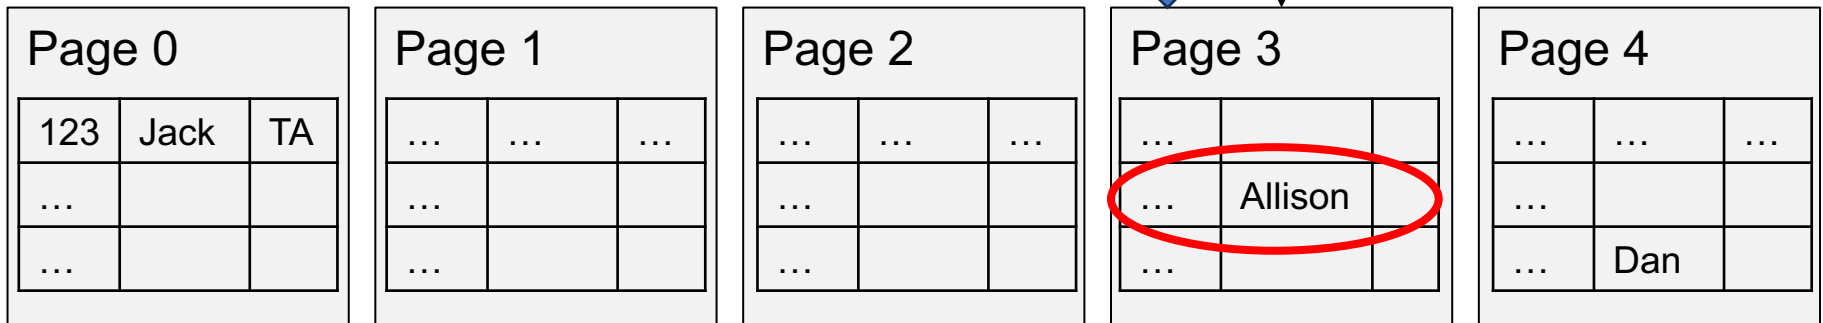 Page 0 Page 1 Page 2 Page 3 Page 4
123 Jack TA … … … … … … … … … …
… … … … Allison …
… … … … … Dan